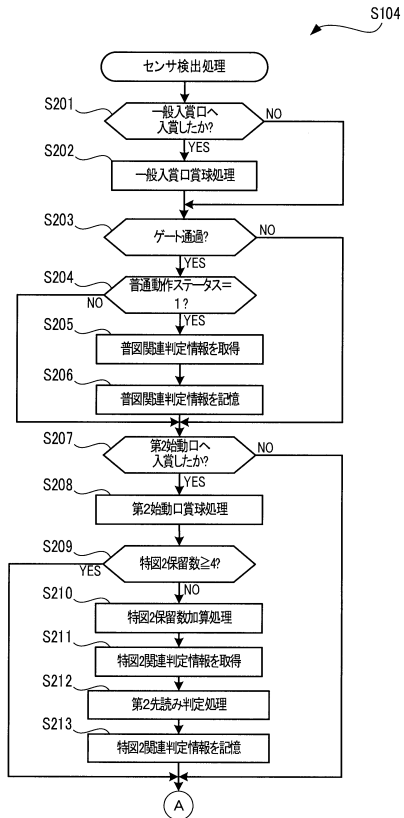 S104
センサ検出処理
S201
一般入賞口へ
入賞したか?
NO
YES
S202
一般入賞口賞球処理
S203
ゲート通過?
NO
YES
S204
普通動作ステータス=
1?
NO
YES
S205
普図関連判定情報を取得
S206
普図関連判定情報を記憶
S207
第2始動口へ
入賞したか?
NO
YES
S208
第2始動口賞球処理
S209
特図2保留数≧4?
YES
NO
S210
特図2保留数加算処理
S211
特図2関連判定情報を取得
S212
第2先読み判定処理
S213
特図2関連判定情報を記憶
A